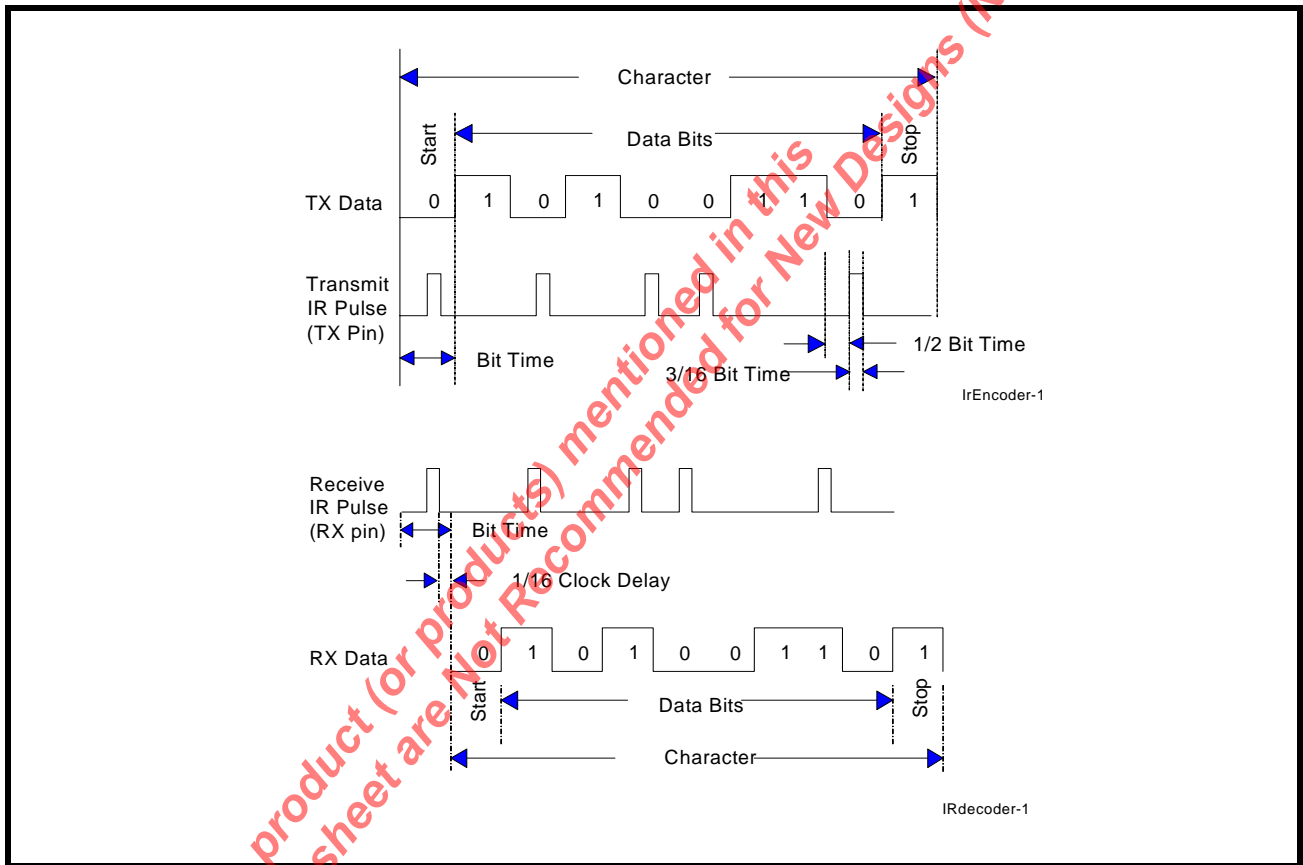 Character
Start
Data Bits
Stop
TX Data
0 1 0 1 0 0 1 1 0 1
Transmit
IR Pulse
(TX Pin)
Bit Time
1/2 Bit Time
3/16 Bit Time
IrEncoder-1
Receive
IR Pulse
(RX pin)
Bit Time
1/16 Clock Delay
RX Data
0 1 0 1 0 0 1 1 0 1
Start
Data Bits
Stop
Character
IRdecoder-1
product (or products) mentioned in this
sheet are Not Recommended for New Designs (